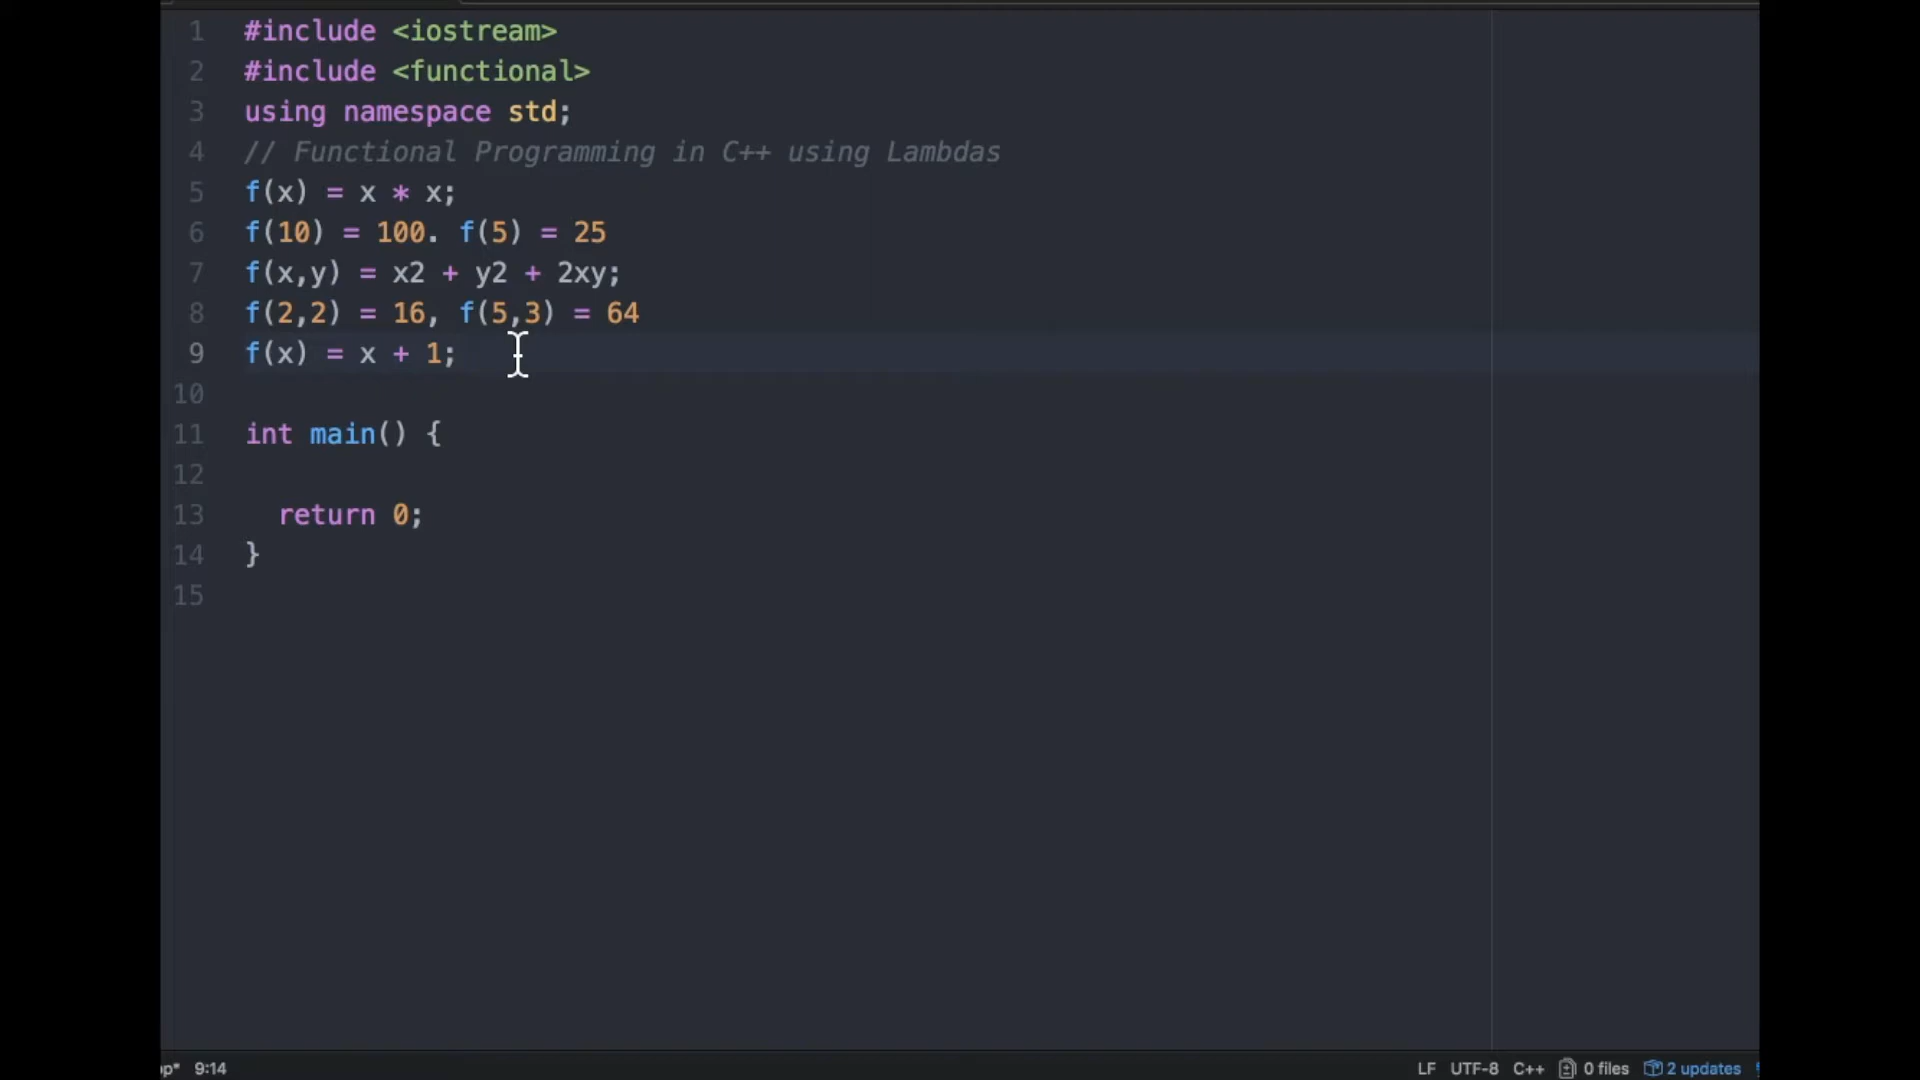 1 #include <iostream>
2 #include <functional>
3 using namespace std;
4 // Functional Programming in C++ using Lambdas
5 f(x) = x * x;
6 f(10) = 100. f(5) = 25
7 f(x,y) = x2 + y2 + 2xy;
8 f(2,2) = 16, f(5,3) = 64
9 f(x) = x + 1;
10
11 int main() {
12
13 return 0;
14 }
15
pp* 9:14 LF UTF-8 C++ 0 files 2 updates